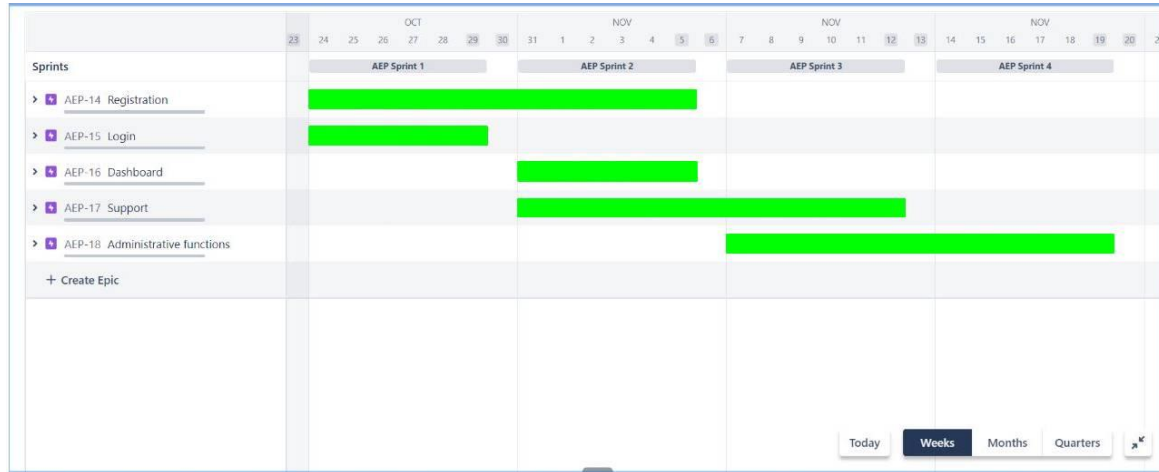 OCT NOV NOV NOV
23 24 25 26 27 28 29 30 31 1 2 3 4 5 6 7 8 9 10 11 12 13 14 15 16 17 18 19 20
Sprints AEP Sprint 1 AEP Sprint 2 AEP Sprint 3 AEP Sprint 4
AEP-14 Registration
AEP-15 Login
AEP-16 Dashboard
AEP-17 Support
AEP-18 Administrative functions
+ Create Epic
Today Weeks Months Quarters